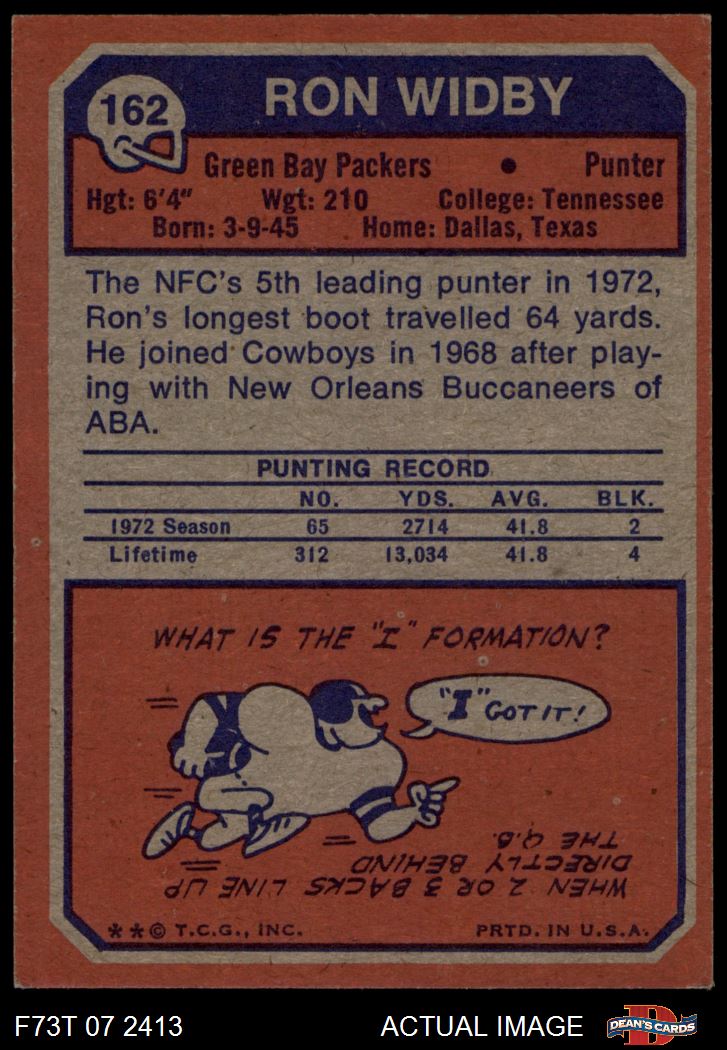 162
RON WIDBY
Green Bay Packers • Punter
Hgt: 6'4" Wgt: 210 College: Tennessee
Born: 3-9-45 Home: Dallas, Texas
The NFC's 5th leading punter in 1972,
Ron's longest boot travelled 64 yards.
He joined Cowboys in 1968 after play-
ing with New Orleans Buccaneers of
ABA.
PUNTING RECORD
NO. YDS. AVG. BLK.
1972 Season 65 2714 41.8 2
Lifetime 312 13,034 41.8 4
WHAT IS THE "I" FORMATION?
"I" GOT IT!
WHEN 2 OR 3 BACKS LINE UP
DIRECTLY BEHIND
THE Q.B.
**© T.C.G., INC. PRTD. IN U.S.A.
F73T 07 2413 ACTUAL IMAGE
D
DEAN'S CARDS